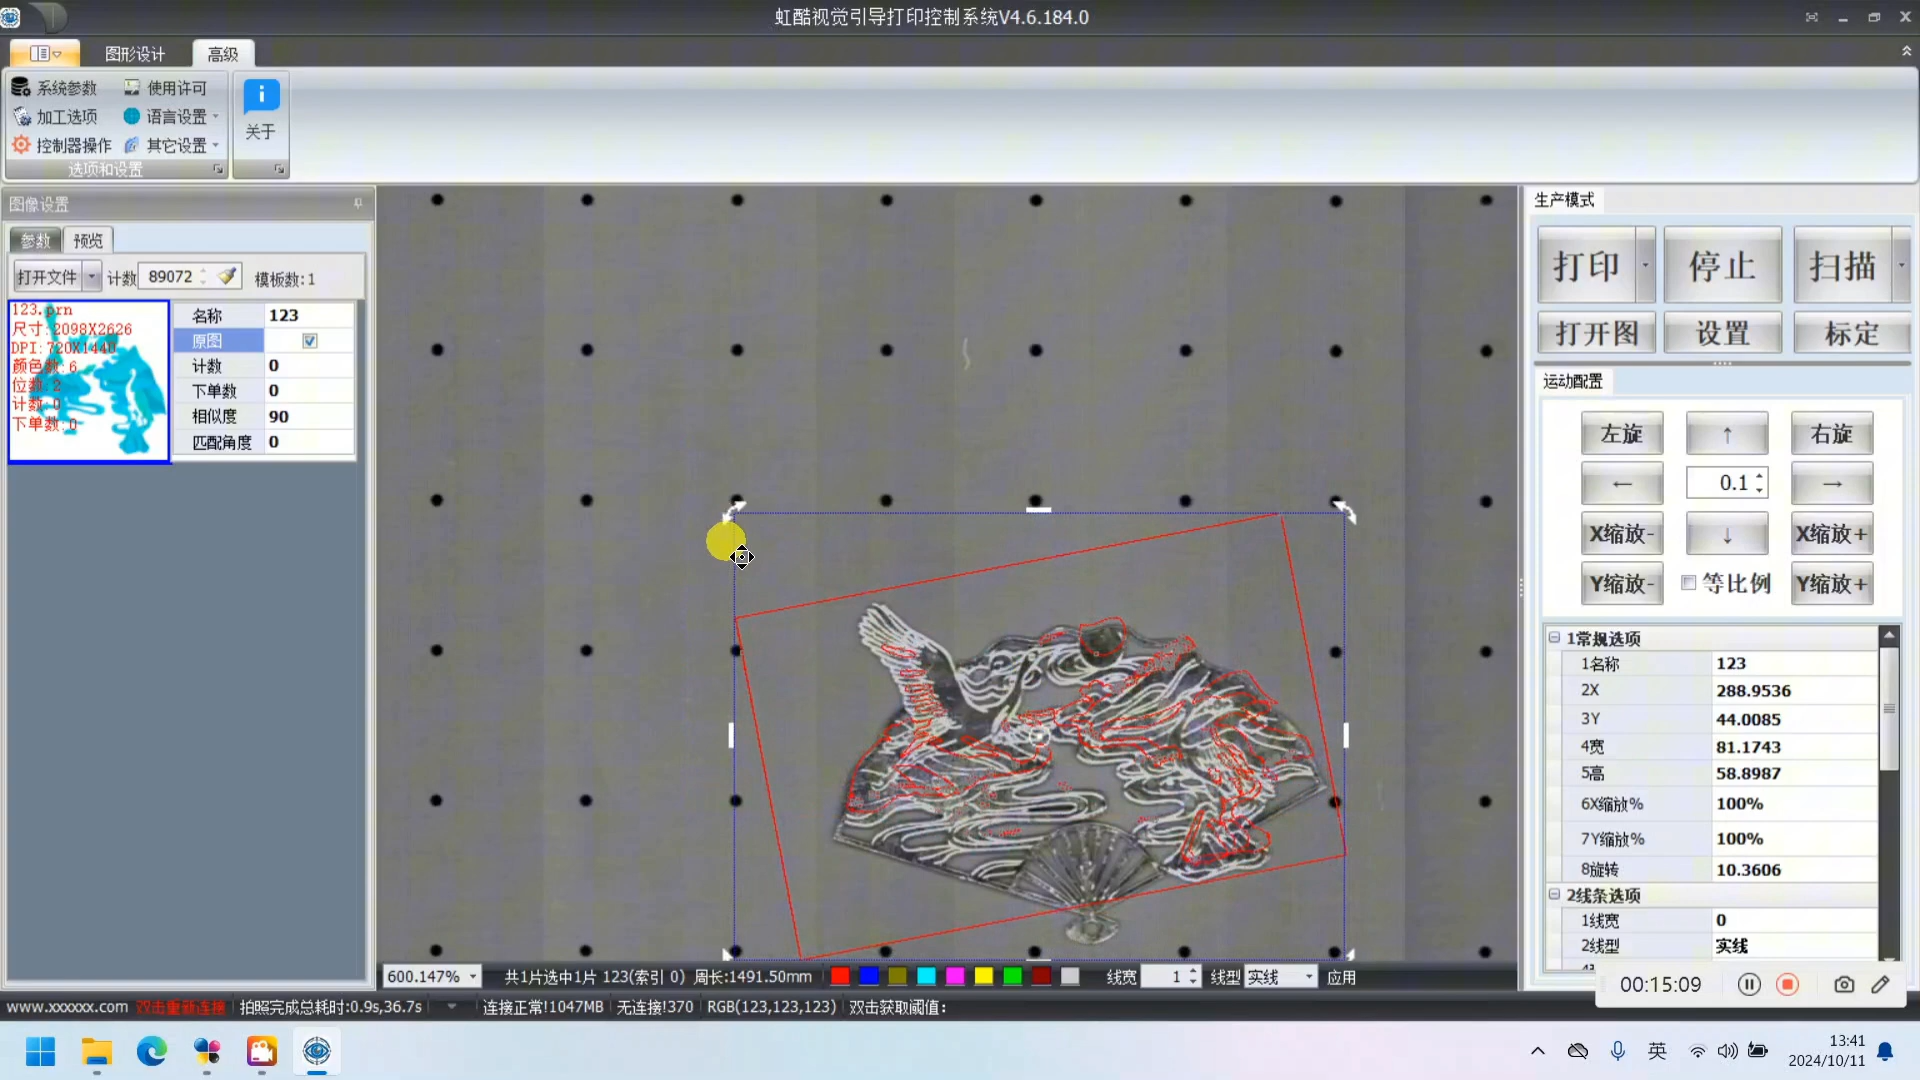 虹酷视觉引导打印控制系统V4.6.184.0
图形设计
高级
系统参数
使用许可
加工选项
语言设置
控制器操作
其它设置
关于
选项和设置
图像设置
参数
预览
打开文件
计数
89072
模板数:1
123.prn
尺寸:2098X2626
DPI:720X1440
颜色数:6
位数:2
计数:0
下单数:0
名称 123
原图
计数 0
下单数 0
相似度 90
匹配角度 0
生产模式
打印
停止
扫描
打开图
设置
标定
运动配置
左旋
↑
右旋
←
0.1
→
X缩放-
↓
X缩放+
Y缩放-
等比例
Y缩放+
1常规选项
1名称 123
2X 288.9536
3Y 44.0085
4宽 81.1743
5高 58.8987
6X缩放% 100%
7Y缩放% 100%
8旋转 10.3606
2线条选项
1线宽 0
2线型 实线
600.147%
共1片选中1片 123(索引 0) 周长:1491.50mm
线宽
1
线型
实线
应用
00:15:09
www.xxxxxx.com
双击重新连接
拍照完成总耗时:0.9s,36.7s
连接正常!1047MB
无连接!370
RGB(123,123,123)
双击获取阈值:
英
13:41
2024/10/11